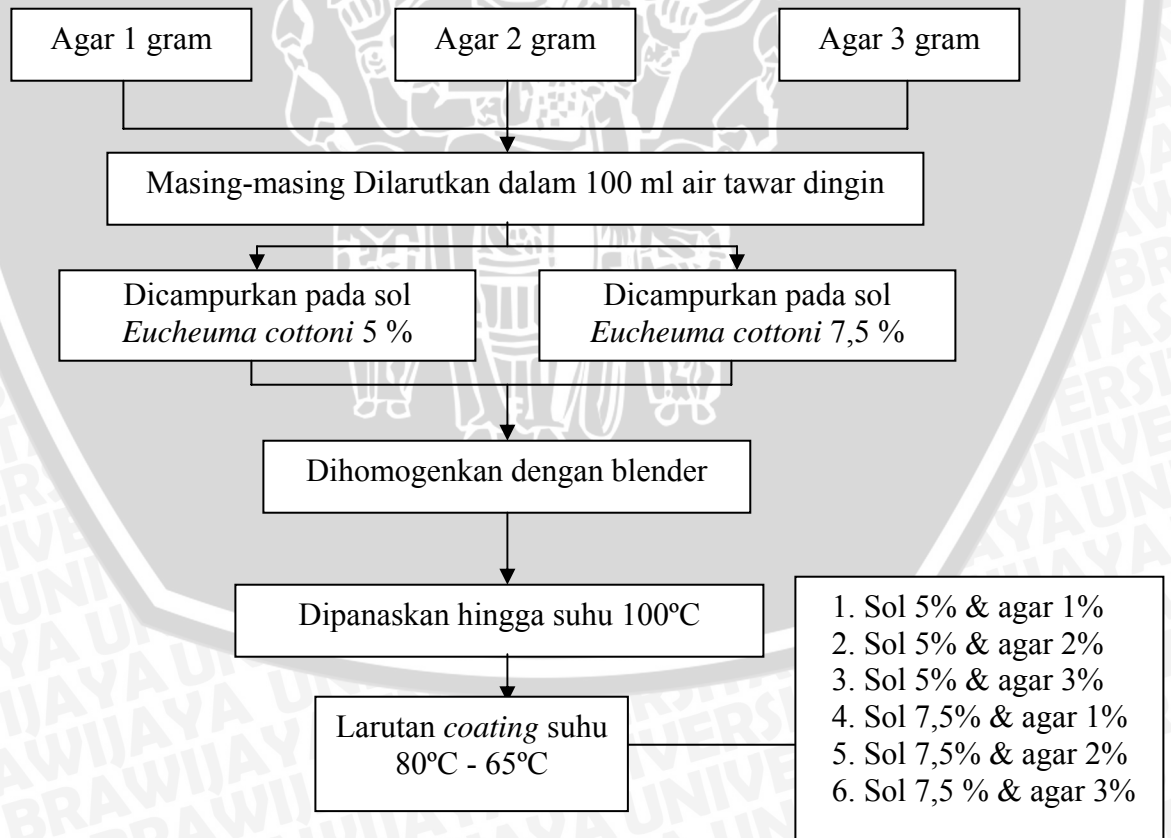 Agar 1 gram
Agar 2 gram
Agar 3 gram
Masing-masing Dilarutkan dalam 100 ml air tawar dingin
Dicampurkan pada sol
Eucheuma cottoni 5 %
Dicampurkan pada sol
Eucheuma cottoni 7,5 %
Dihomogenkan dengan blender
Dipanaskan hingga suhu 100ºC
Larutan coating suhu
80ºC - 65ºC
1. Sol 5% & agar 1%
2. Sol 5% & agar 2%
3. Sol 5% & agar 3%
4. Sol 7,5% & agar 1%
5. Sol 7,5% & agar 2%
6. Sol 7,5 % & agar 3%